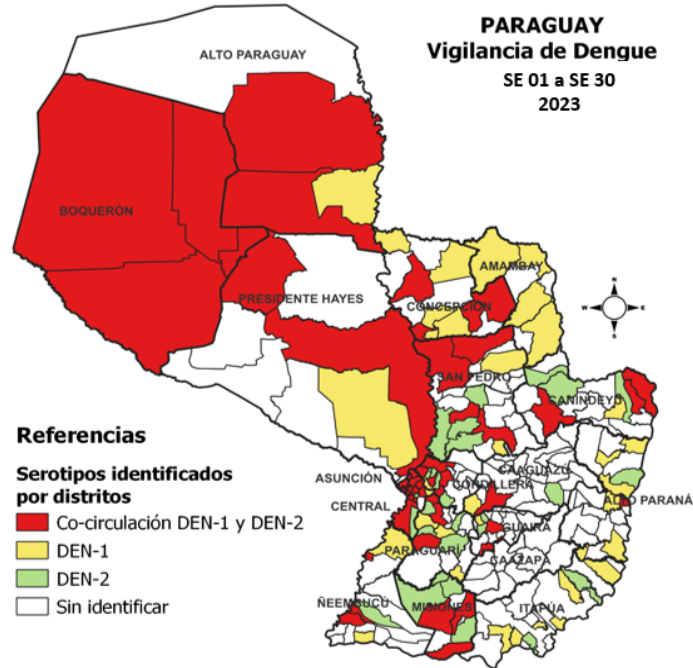 PARAGUAY
Vigilancia de Dengue
SE 01 a SE 30
2023
ALTO PARAGUAY
BOQUERÓN
PRESIDENTE HAYES
AMAMBAY
CONCEPCIÓN
SAN PEDRO
CANINDEYÚ
N
W
E
S
ASUNCIÓN
CENTRAL
CORDILLERA
CAAGUAZÚ
ALTO PARANÁ
GUAIRÁ
PARAGUARÍ
CAAZAPÁ
ÑEEMBUCÚ
MISIONES
ITAPÚA
Referencias
Serotipos identificados
por distritos
Co-circulación DEN-1 y DEN-2
DEN-1
DEN-2
Sin identificar